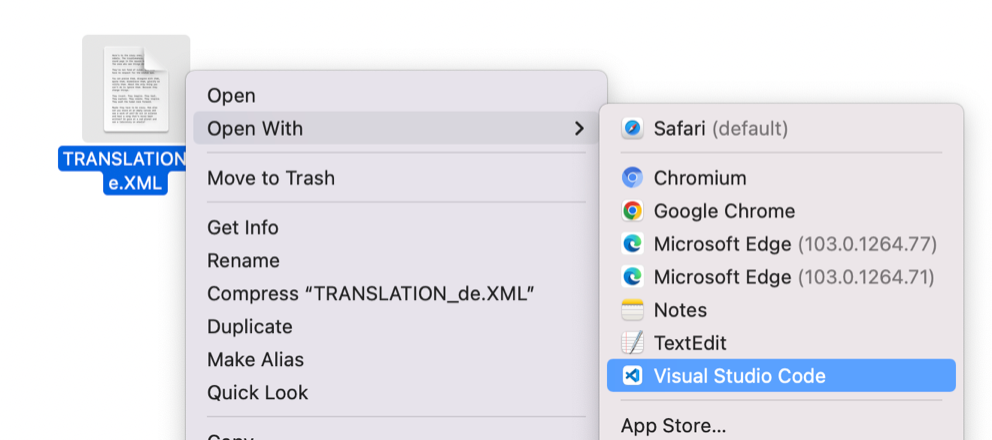 TRANSLATION
e.XML
Open
Open With
Move to Trash
Get Info
Rename
Compress “TRANSLATION_de.XML”
Duplicate
Make Alias
Quick Look
Copy
Safari (default)
Chromium
Google Chrome
Microsoft Edge (103.0.1264.77)
Microsoft Edge (103.0.1264.71)
Notes
TextEdit
Visual Studio Code
App Store...